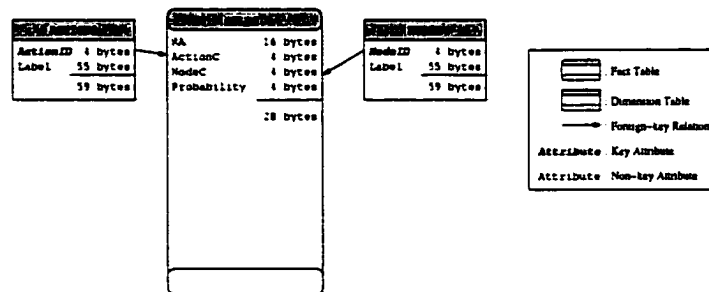 ActionID 4 bytes
Label 55 bytes
59 bytes
NA 16 bytes
ActionC 4 bytes
NodeC 4 bytes
Probability 4 bytes
28 bytes
NodeID 4 bytes
Label 55 bytes
59 bytes
Fact Table
Dimension Table
Foreign-key Relation
Attribute Key Attribute
Attribute Non-key Attribute